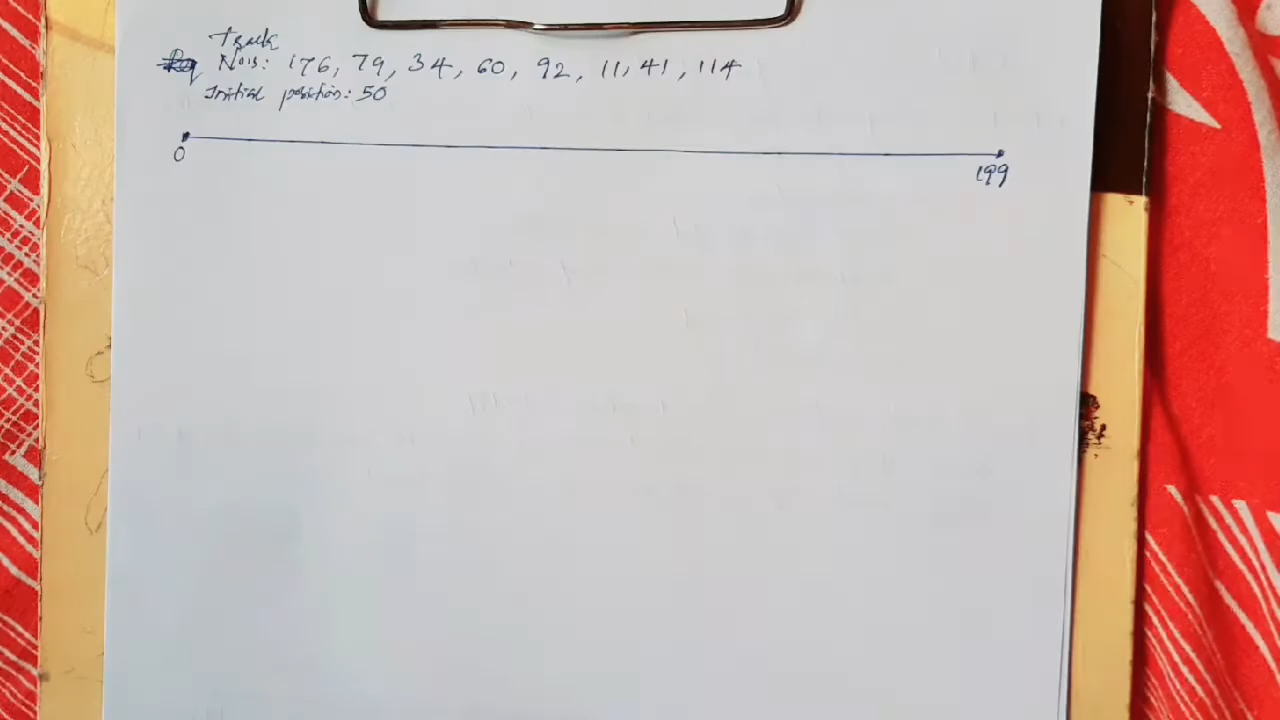 Track
Nos: 176, 79, 34, 60, 92, 11, 41, 114
Initial position: 50
0
199